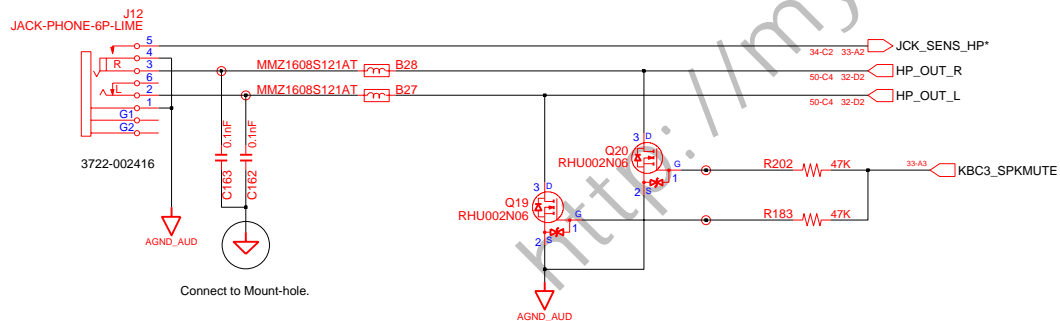 J12
JACK-PHONE-6P-LIME
5
4
R
3
6
L
2
1
G1
G2
3722-002416
AGND_AUD
MMZ1608S121AT
B28
MMZ1608S121AT
B27
0.1nF
0.1nF
C163
C162
Connect to Mount-hole.
34-C2 33-A2
JCK_SENS_HP*
50-C4 32-D2
HP_OUT_R
50-C4 32-D2
HP_OUT_L
Q20
RHU002N06
3
D
G
1
2
S
Q19
RHU002N06
3
D
G
1
2
S
AGND_AUD
R202
47K
R183
47K
33-A3
KBC3_SPKMUTE
http://my